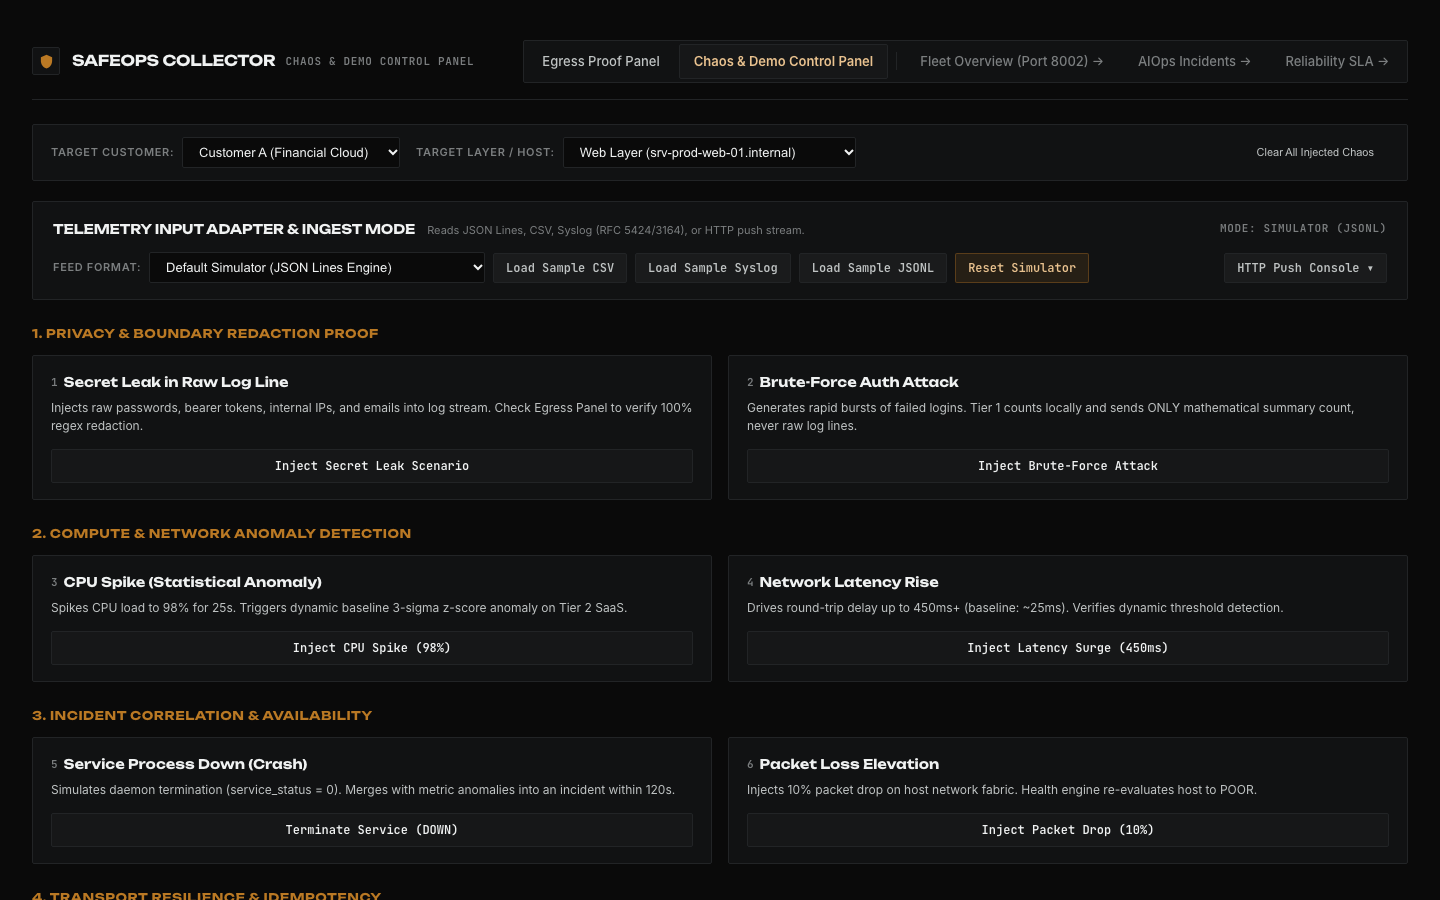 SAFEOPS COLLECTOR CHAOS & DEMO CONTROL PANEL
Egress Proof Panel
Chaos & Demo Control Panel
Fleet Overview (Port 8002) →
AIOps Incidents →
Reliability SLA →
TARGET CUSTOMER: Customer A (Financial Cloud) TARGET LAYER / HOST: Web Layer (srv-prod-web-01.internal) Clear All Injected Chaos
TELEMETRY INPUT ADAPTER & INGEST MODE Reads JSON Lines, CSV, Syslog (RFC 5424/3164), or HTTP push stream. MODE: SIMULATOR (JSONL)
FEED FORMAT: Default Simulator (JSON Lines Engine) Load Sample CSV Load Sample Syslog Load Sample JSONL Reset Simulator HTTP Push Console ▾
1. PRIVACY & BOUNDARY REDACTION PROOF
1 Secret Leak in Raw Log Line
Injects raw passwords, bearer tokens, internal IPs, and emails into log stream. Check Egress Panel to verify 100%
regex redaction.
Inject Secret Leak Scenario
2 Brute-Force Auth Attack
Generates rapid bursts of failed logins. Tier 1 counts locally and sends ONLY mathematical summary count,
never raw log lines.
Inject Brute-Force Attack
2. COMPUTE & NETWORK ANOMALY DETECTION
3 CPU Spike (Statistical Anomaly)
Spikes CPU load to 98% for 25s. Triggers dynamic baseline 3-sigma z-score anomaly on Tier 2 SaaS.
Inject CPU Spike (98%)
4 Network Latency Rise
Drives round-trip delay up to 450ms+ (baseline: ~25ms). Verifies dynamic threshold detection.
Inject Latency Surge (450ms)
3. INCIDENT CORRELATION & AVAILABILITY
5 Service Process Down (Crash)
Simulates daemon termination (service_status = 0). Merges with metric anomalies into an incident within 120s.
Terminate Service (DOWN)
6 Packet Loss Elevation
Injects 10% packet drop on host network fabric. Health engine re-evaluates host to POOR.
Inject Packet Drop (10%)
4. TRANSPORT RESILIENCE & IDEMPOTENCY